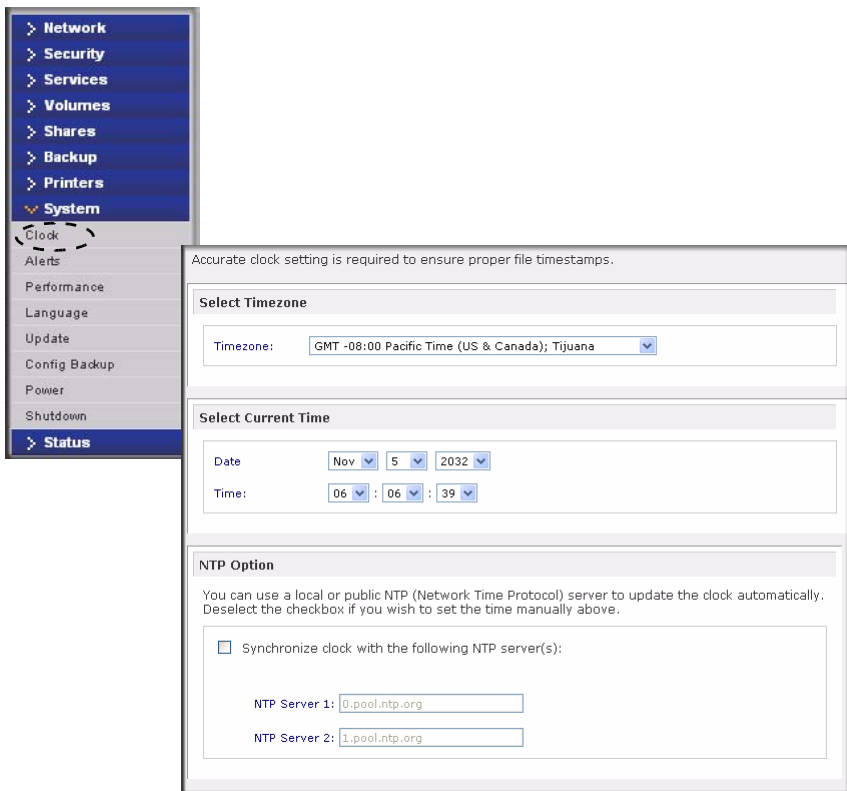 Network
Security
Services
Volumes
Shares
Backup
Printers
System
Clock
Alerts
Performance
Language
Update
Config Backup
Power
Shutdown
Status
Accurate clock setting is required to ensure proper file timestamps.
Select Timezone
Timezone: GMT -08:00 Pacific Time (US & Canada); Tijuana
Select Current Time
Date Nov 5 2032
Time: 06 : 06 : 39
NTP Option
You can use a local or public NTP (Network Time Protocol) server to update the clock automatically.
Deselect the checkbox if you wish to set the time manually above.
Synchronize clock with the following NTP server(s):
NTP Server 1: 0.pool.ntp.org
NTP Server 2: 1.pool.ntp.org